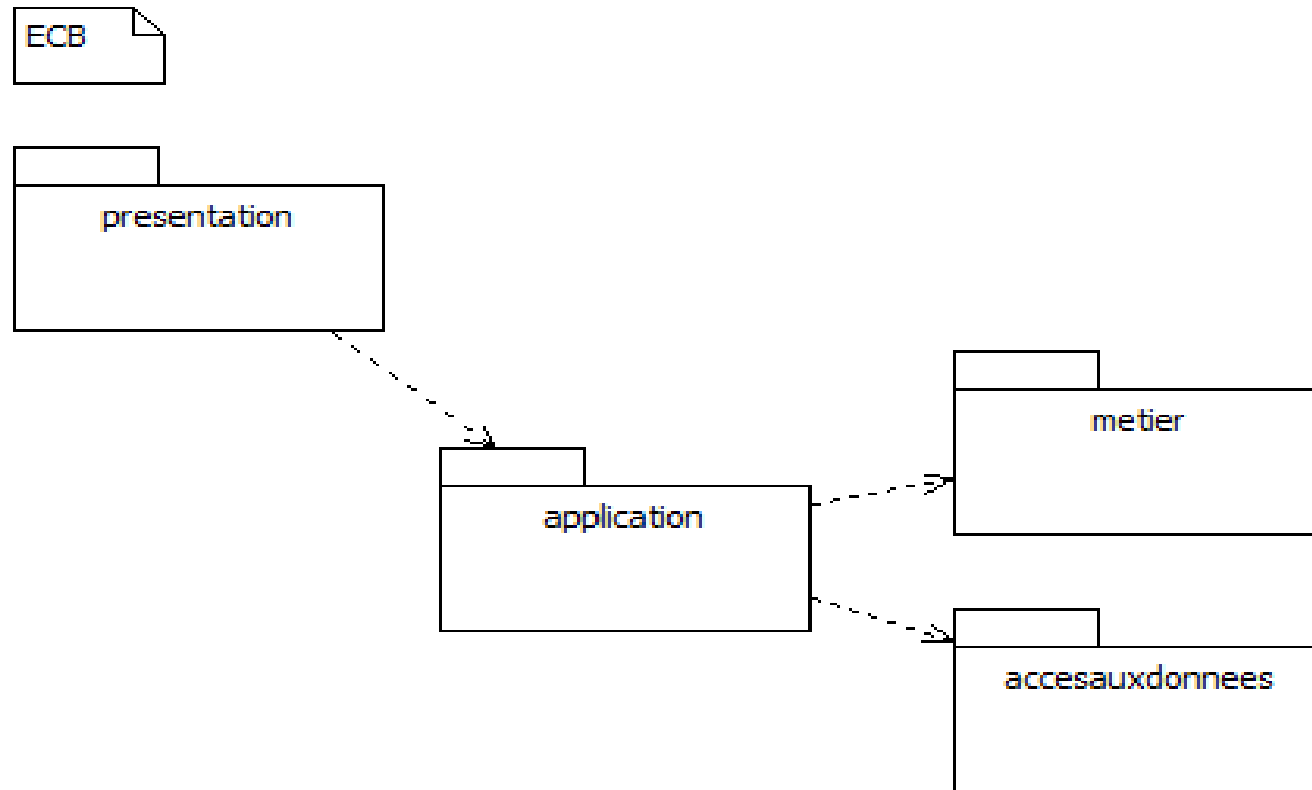 ECB
presentation
metier
application
accesauxdonnees